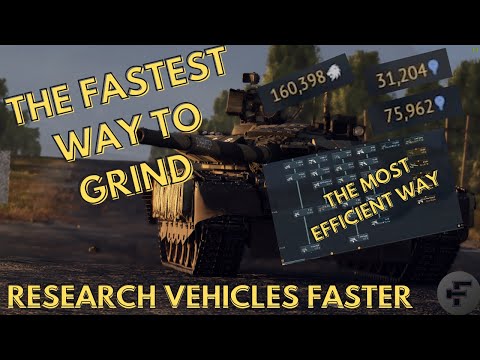 THE FASTEST
WAY TO
GRIND
160,398
31,204
75,962
THE MOST
EFFICIENT WAY
RESEARCH VEHICLES FASTER